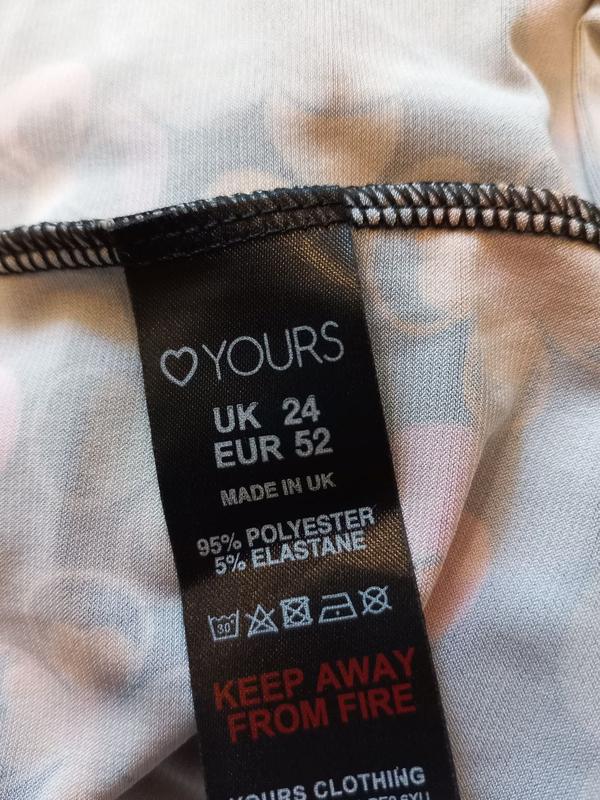 YOURS
UK 24
EUR 52
MADE IN UK
95% POLYESTER
5% ELASTANE
30°
KEEP AWAY
FROM FIRE
YOURS CLOTHING